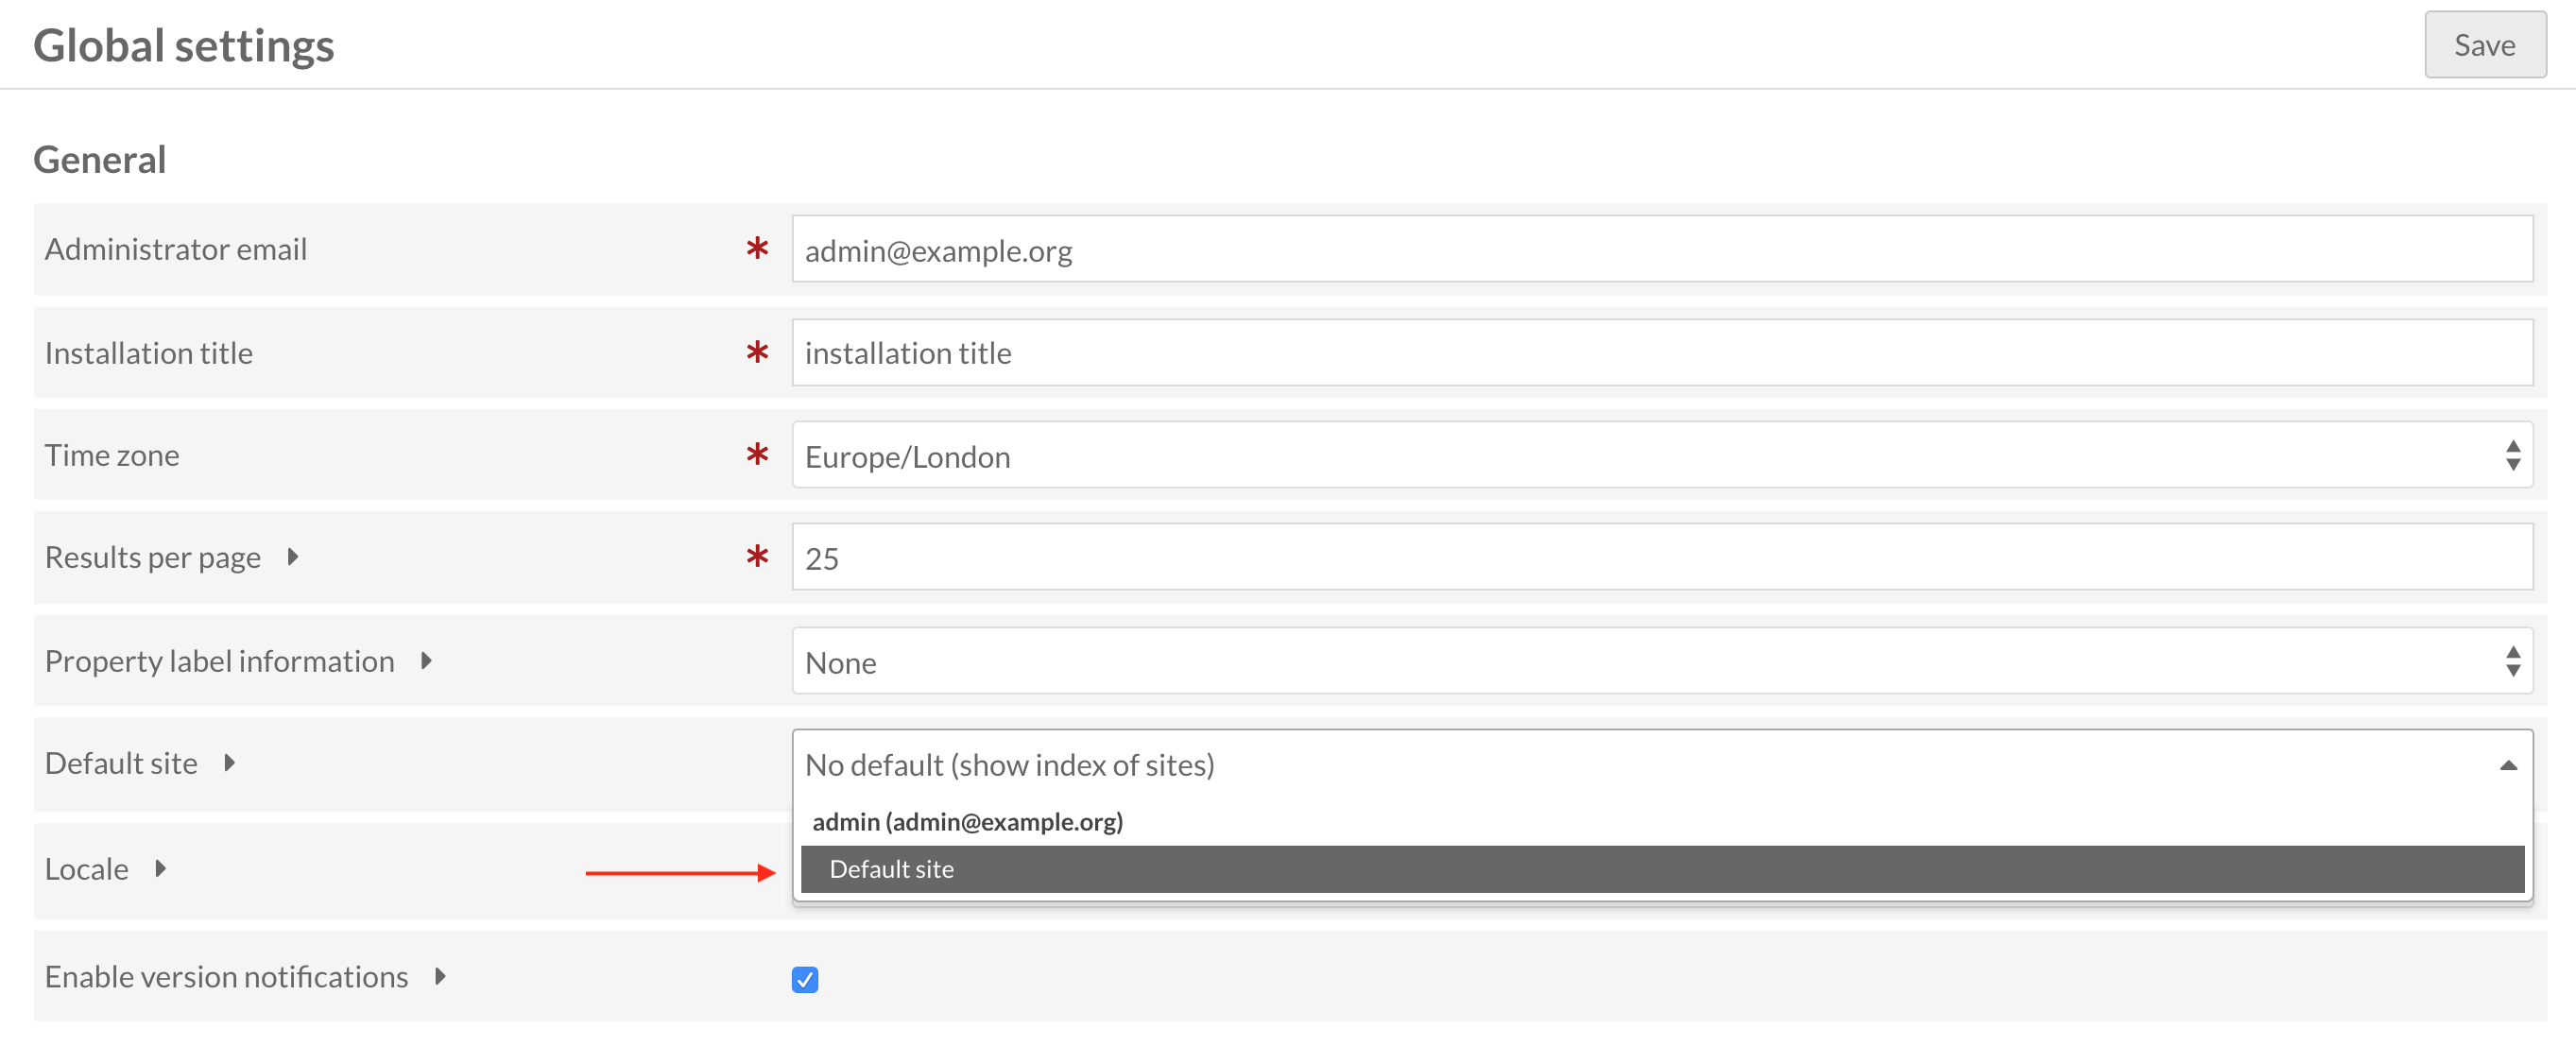 Global settings
Save
General
Administrator email * admin@example.org
Installation title * installation title
Time zone * Europe/London
Results per page * 25
Property label information None
Default site No default (show index of sites)
admin (admin@example.org)
Locale Default site
Enable version notifications